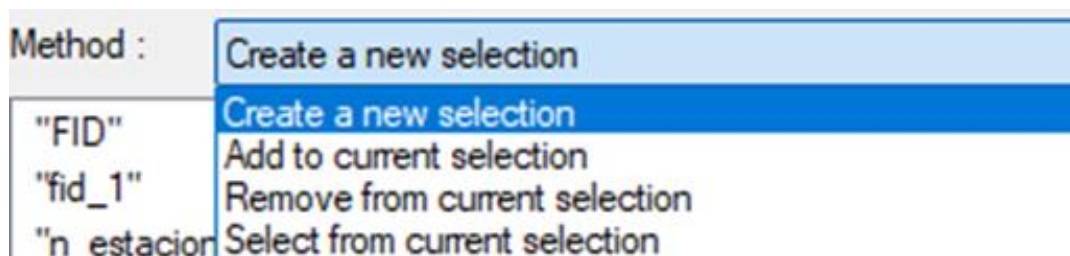 Method : Create a new selection
Create a new selection
"FID"
Add to current selection
"fid_1"
Remove from current selection
"n_estacion
Select from current selection